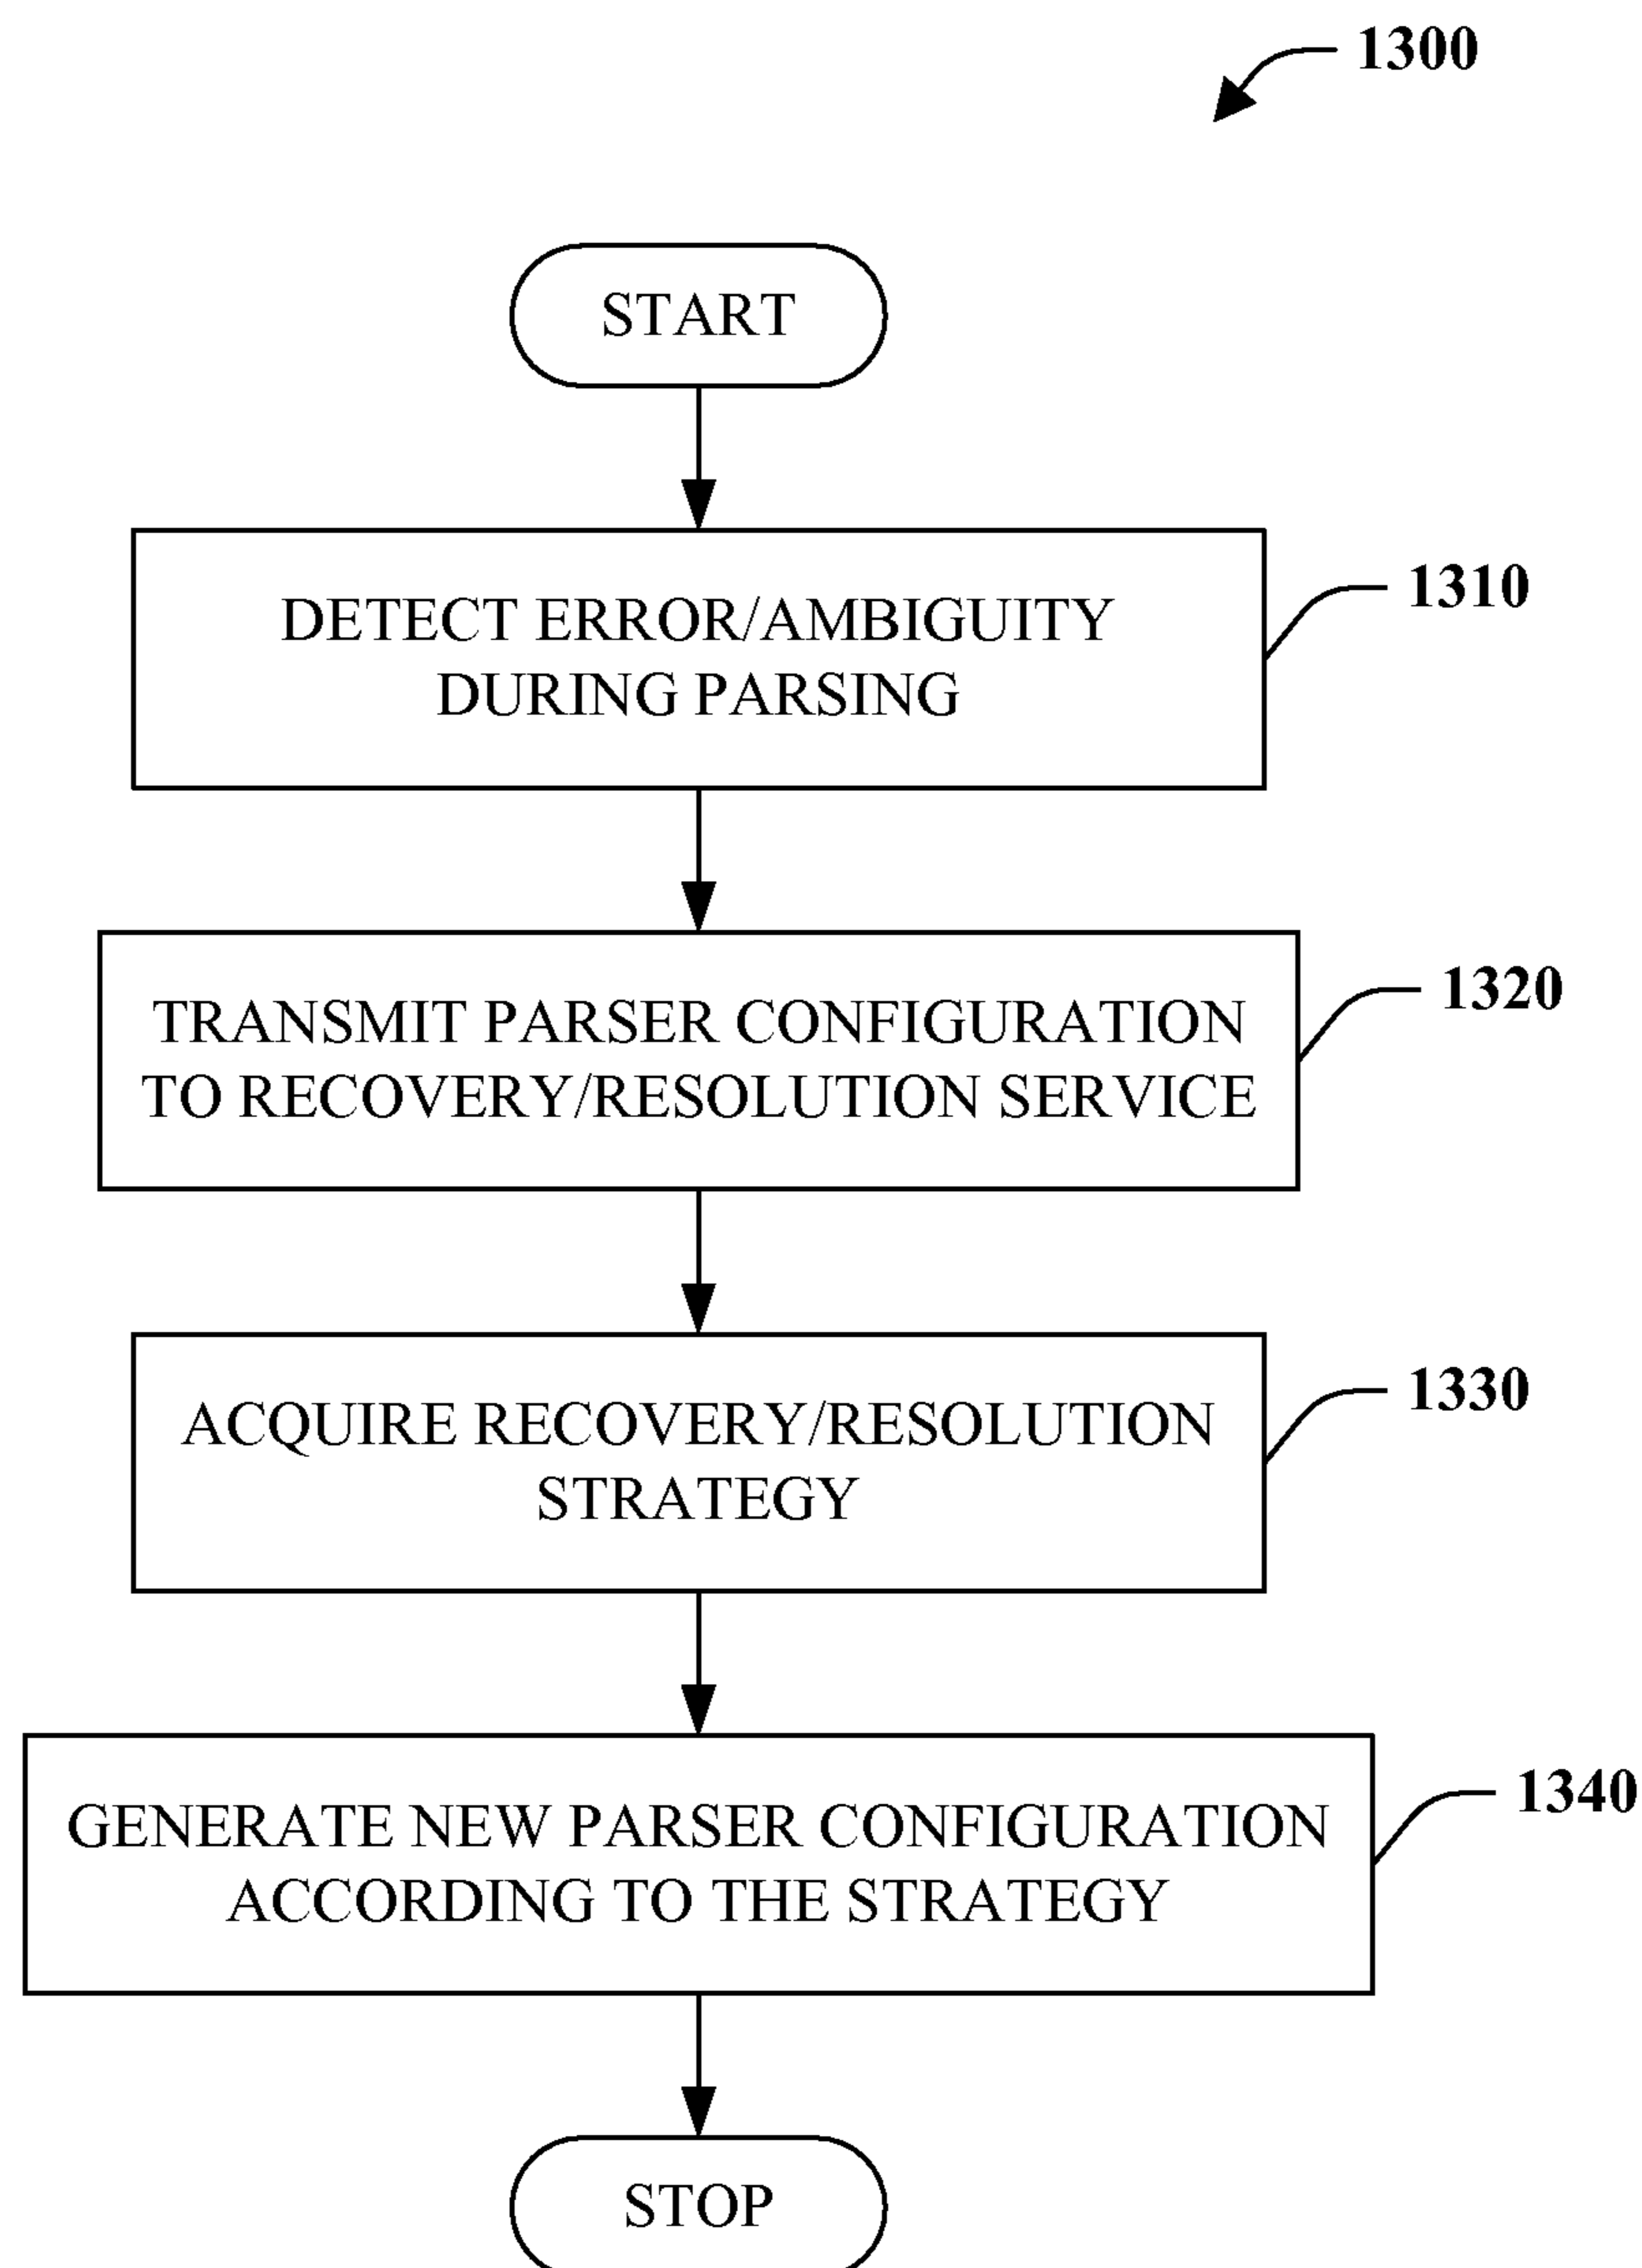 1300
START
DETECT ERROR/AMBIGUITY
DURING PARSING
1310
TRANSMIT PARSER CONFIGURATION
TO RECOVERY/RESOLUTION SERVICE
1320
ACQUIRE RECOVERY/RESOLUTION
STRATEGY
1330
GENERATE NEW PARSER CONFIGURATION
ACCORDING TO THE STRATEGY
1340
STOP